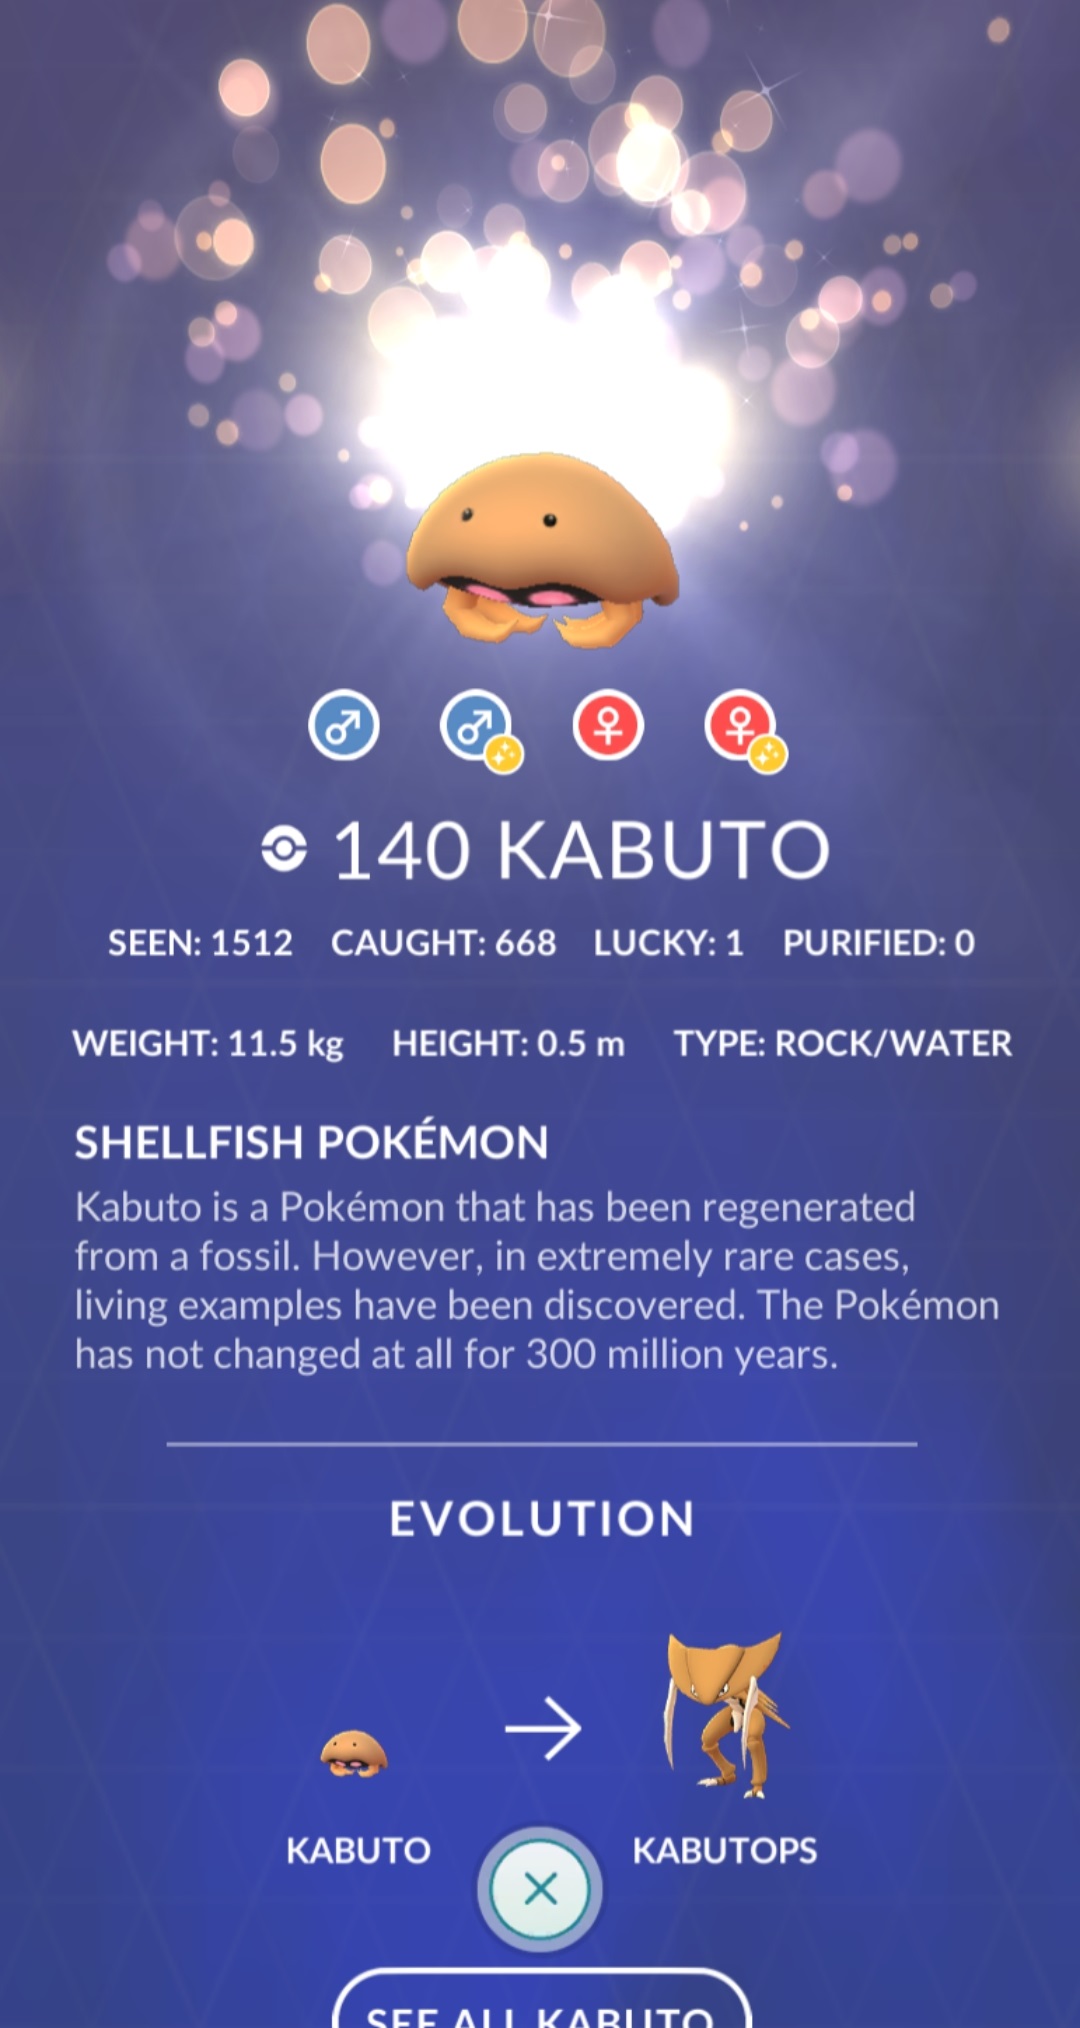 140 KABUTO
SEEN: 1512 CAUGHT: 668 LUCKY: 1 PURIFIED: 0
WEIGHT: 11.5 kg HEIGHT: 0.5 m TYPE: ROCK/WATER
SHELLFISH POKÉMON
Kabuto is a Pokémon that has been regenerated
from a fossil. However, in extremely rare cases,
living examples have been discovered. The Pokémon
has not changed at all for 300 million years.
EVOLUTION
KABUTO KABUTOPS
SEE ALL KABUTO